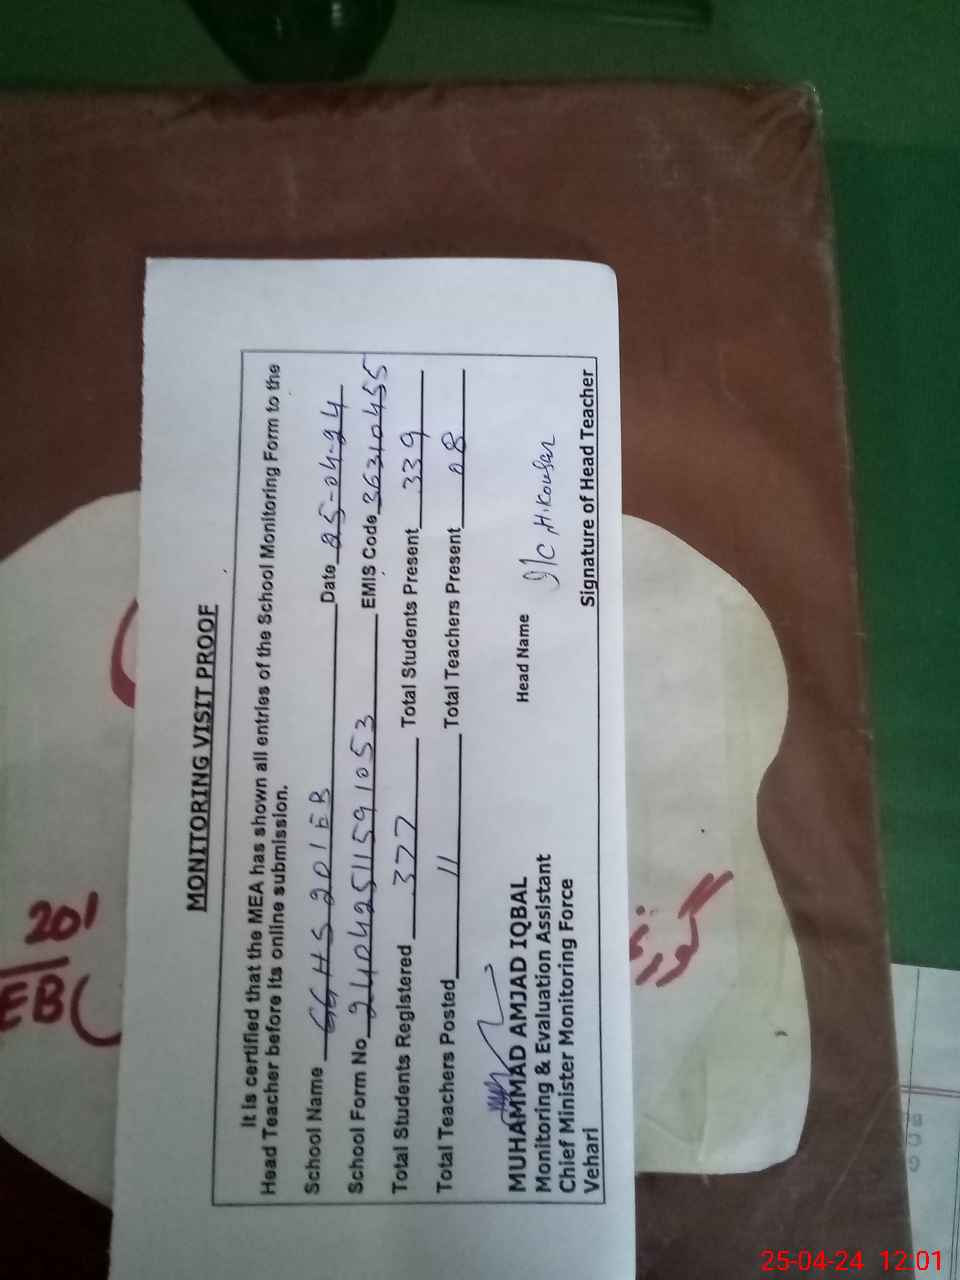 MONITORING VISIT PROOF
It is certified that the MEA has shown all entries of the School Monitoring Form to the
Head Teacher before its online submission.
School Name GGHS 201EB Date 25-04-24
School Form No 24042511591053 EMIS Code 36310455
Total Students Registered 377 Total Students Present 339
Total Teachers Posted 11 Total Teachers Present 08
MUHAMMAD AMJAD IQBAL Head Name I/C H.Kousar
Monitoring & Evaluation Assistant
Chief Minister Monitoring Force
Vehari Signature of Head Teacher
201
EB
25-04-24 12:01